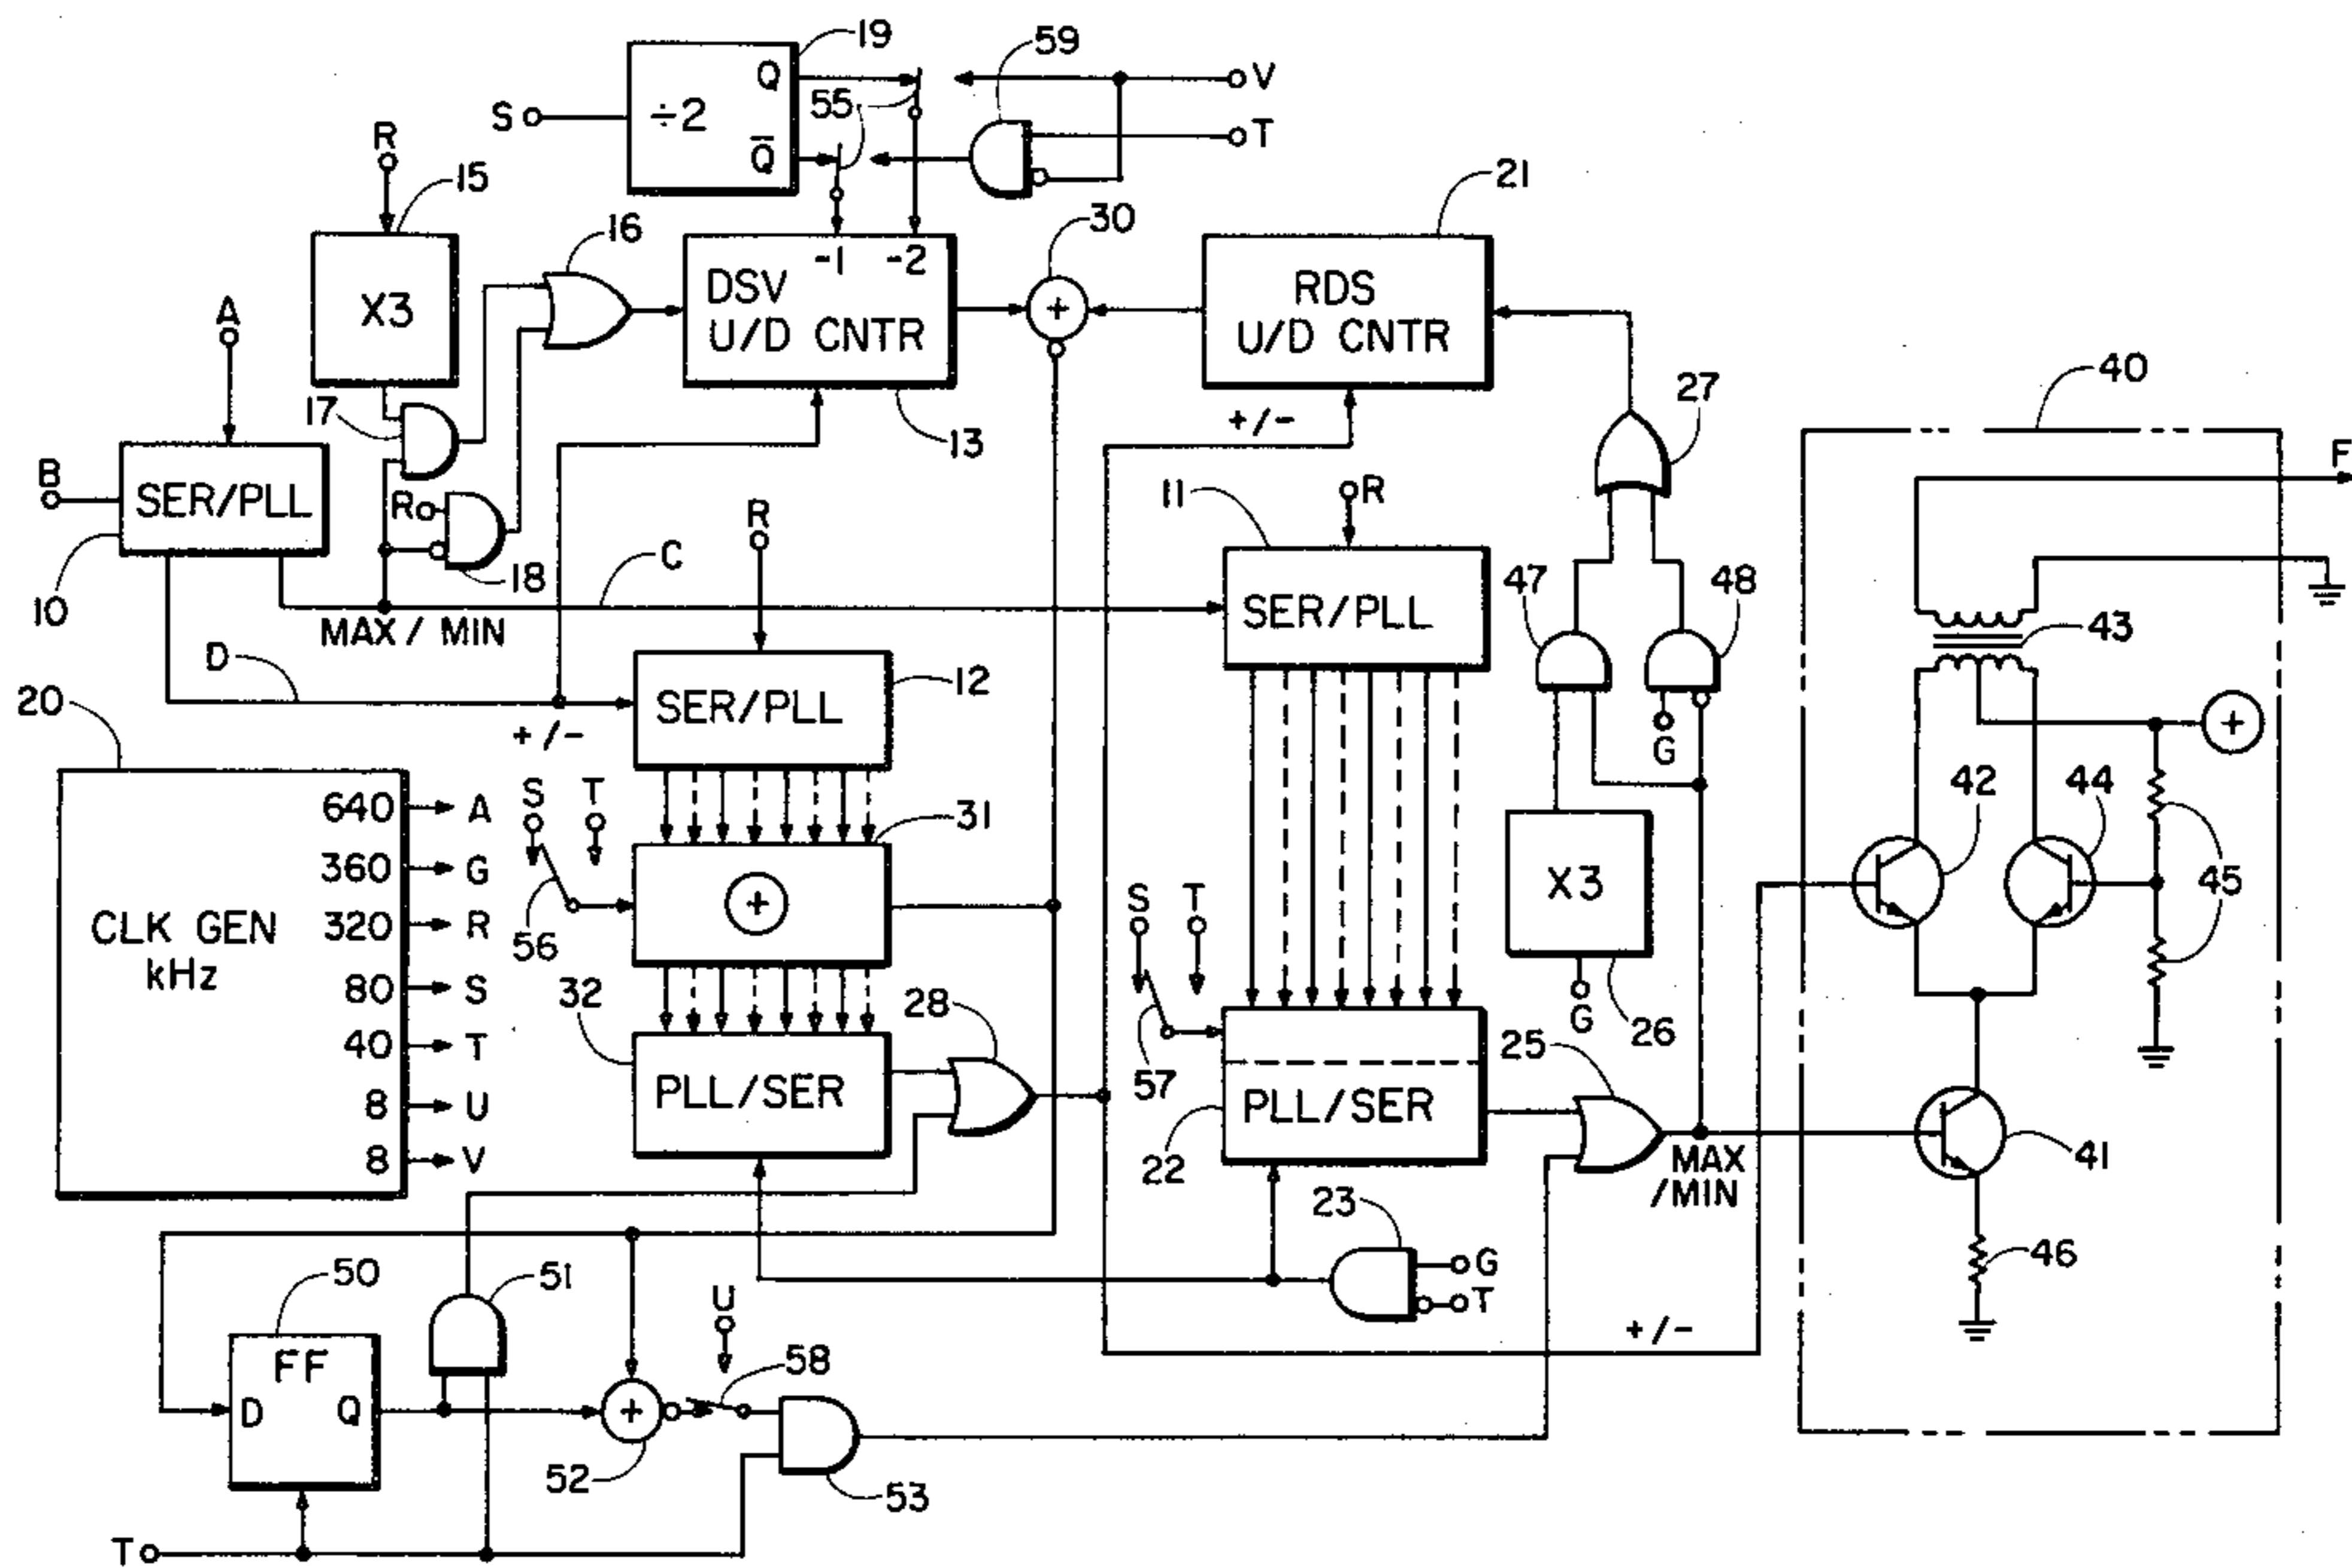 19
59
Q
V
S
÷2
55
T
R
Q̅
15
21
16
30
-1 -2
DSV
U/D CNTR
+
RDS
U/D CNTR
X3
A
40
17
27
+/-
13
F
B
SER/PLL
11
R
R
R
C
18
47
48
10
MAX / MIN
SER/PLL
43
D
12
20
SER/PLL
+
+/-
G
S T
42
44
640 A
31
360 G
X3
+
45
CLK GEN
kHz
320 R
S T
56
80 S
32
28
G
26
40 T
25
57
8 U
PLL/SER
PLL/SER
41
8 V
22
MAX
/MIN
23
G
46
50
51
T
U
+/-
FF
58
D Q
+
52
53
T